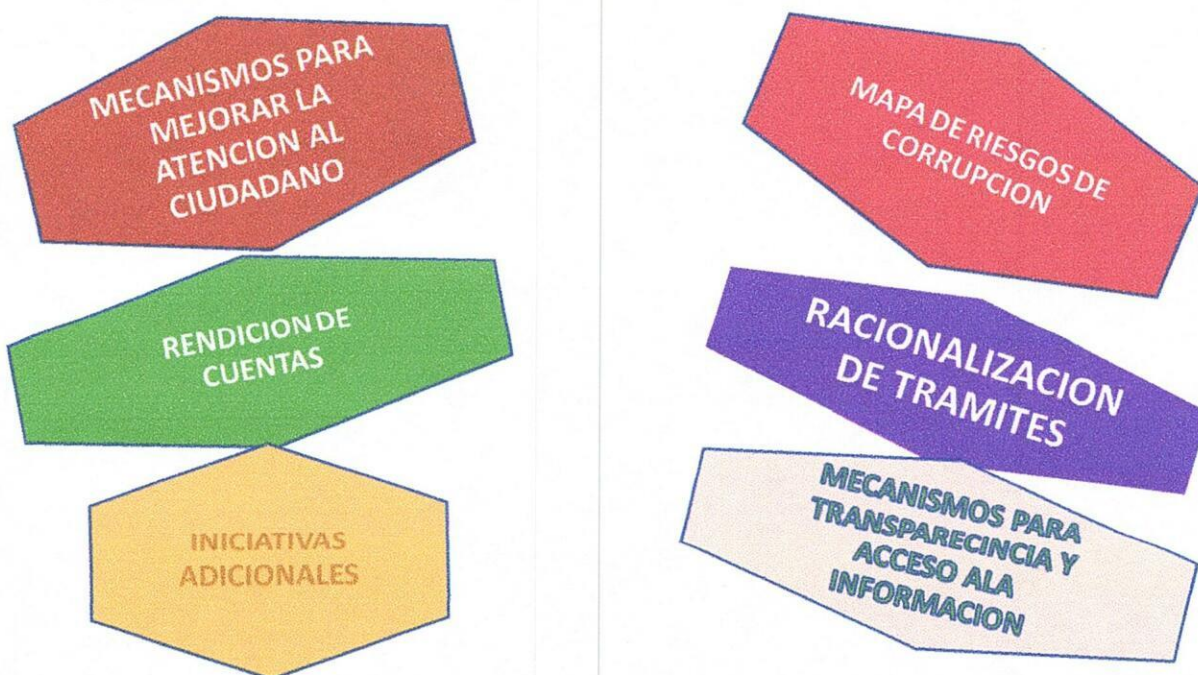 MECANISMOS PARA
MEJORAR LA
ATENCION AL
CIUDADANO
RENDICION DE
CUENTAS
INICIATIVAS
ADICIONALES
MAPA DE RIESGOS DE
CORRUPCION
RACIONALIZACION
DE TRAMITES
MECANISMOS PARA
TRANSPARECINCIA Y
ACCESO ALA
INFORMACION